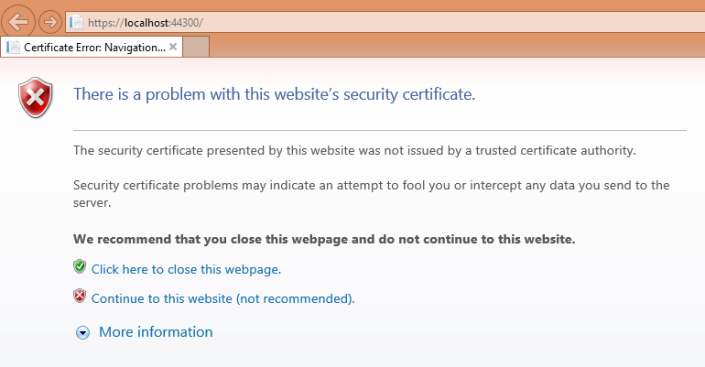 https://localhost:44300/
Certificate Error: Navigation...
There is a problem with this website's security certificate.
The security certificate presented by this website was not issued by a trusted certificate authority.
Security certificate problems may indicate an attempt to fool you or intercept any data you send to the
server.
We recommend that you close this webpage and do not continue to this website.
Click here to close this webpage.
Continue to this website (not recommended).
More information